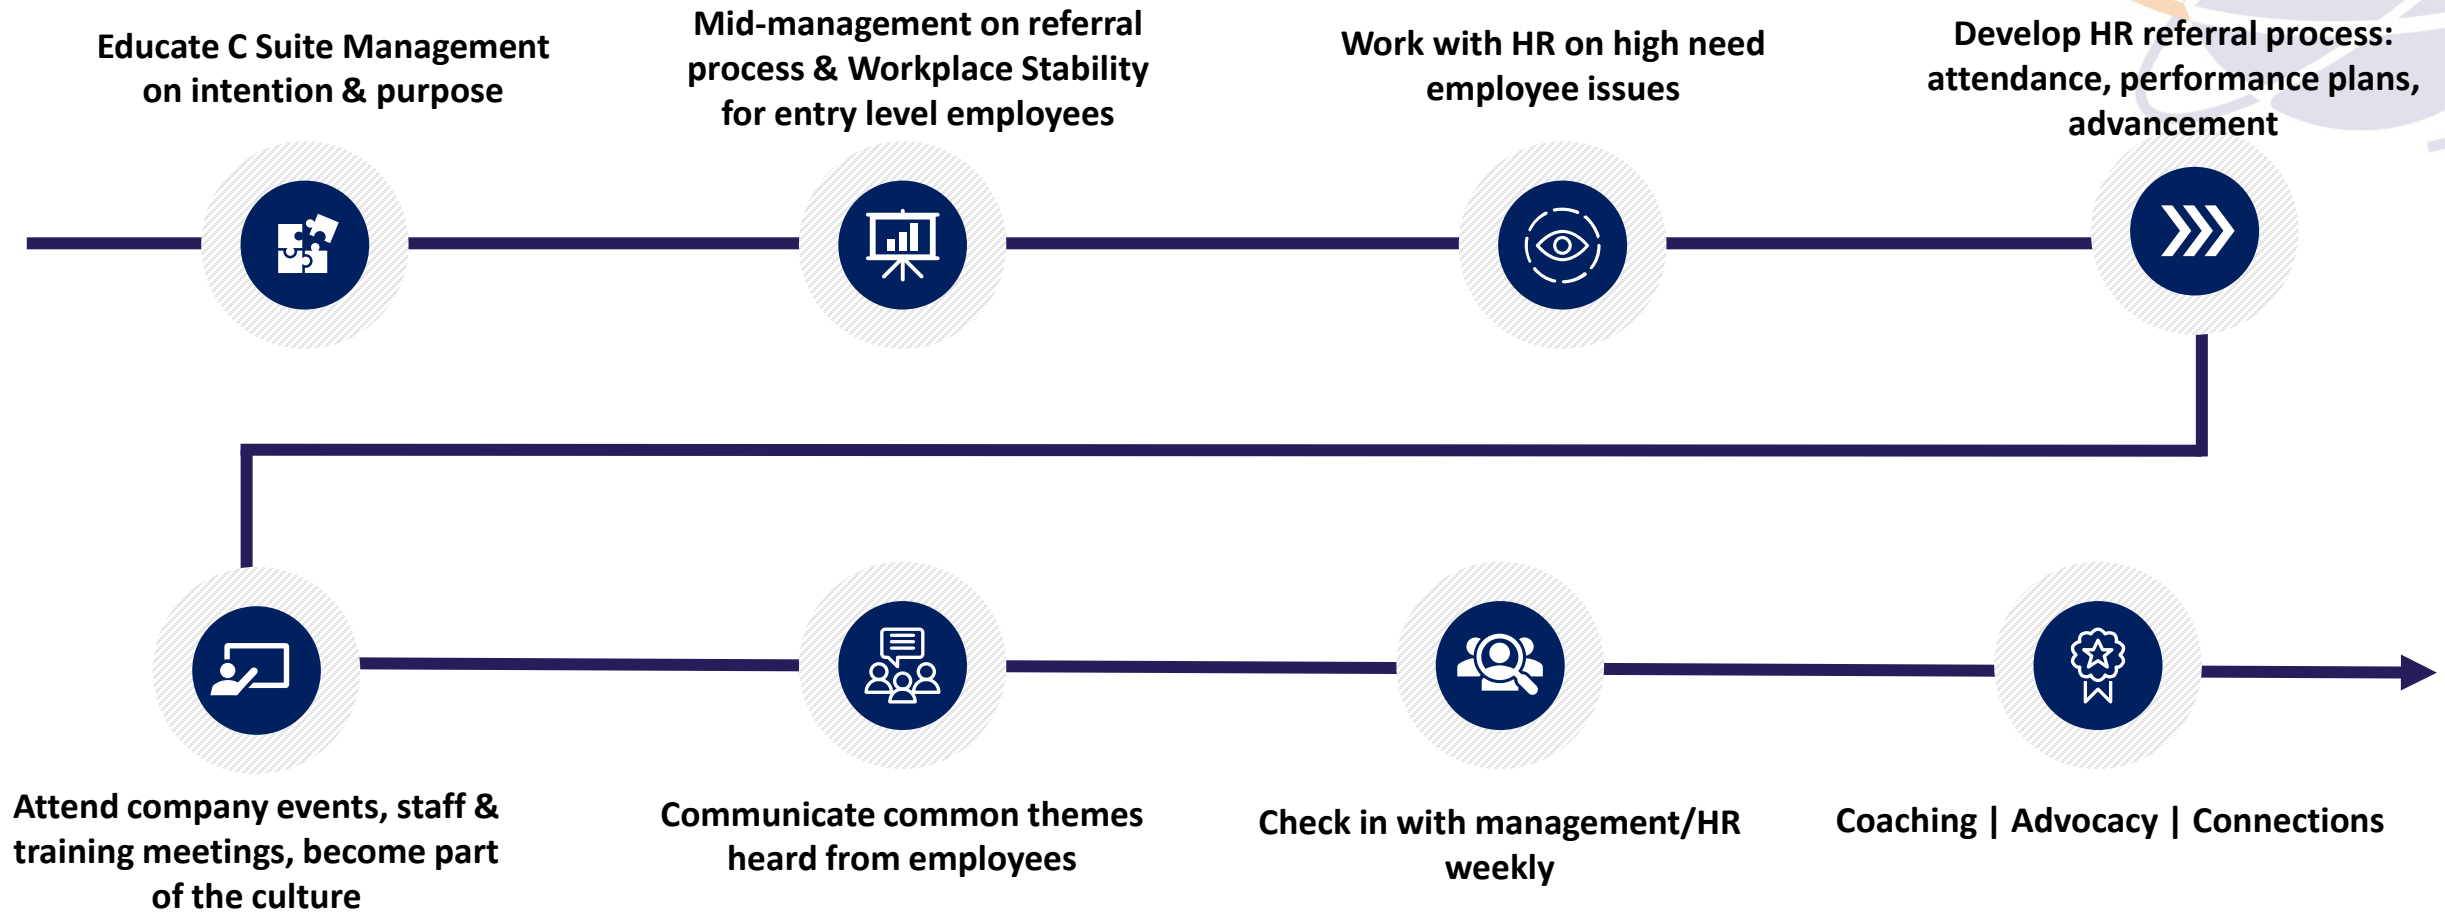 Educate C Suite Management
on intention & purpose
Mid-management on referral
process & Workplace Stability
for entry level employees
Work with HR on high need
employee issues
Develop HR referral process:
attendance, performance plans,
advancement
Attend company events, staff &
training meetings, become part
of the culture
Communicate common themes
heard from employees
Check in with management/HR
weekly
Coaching | Advocacy | Connections